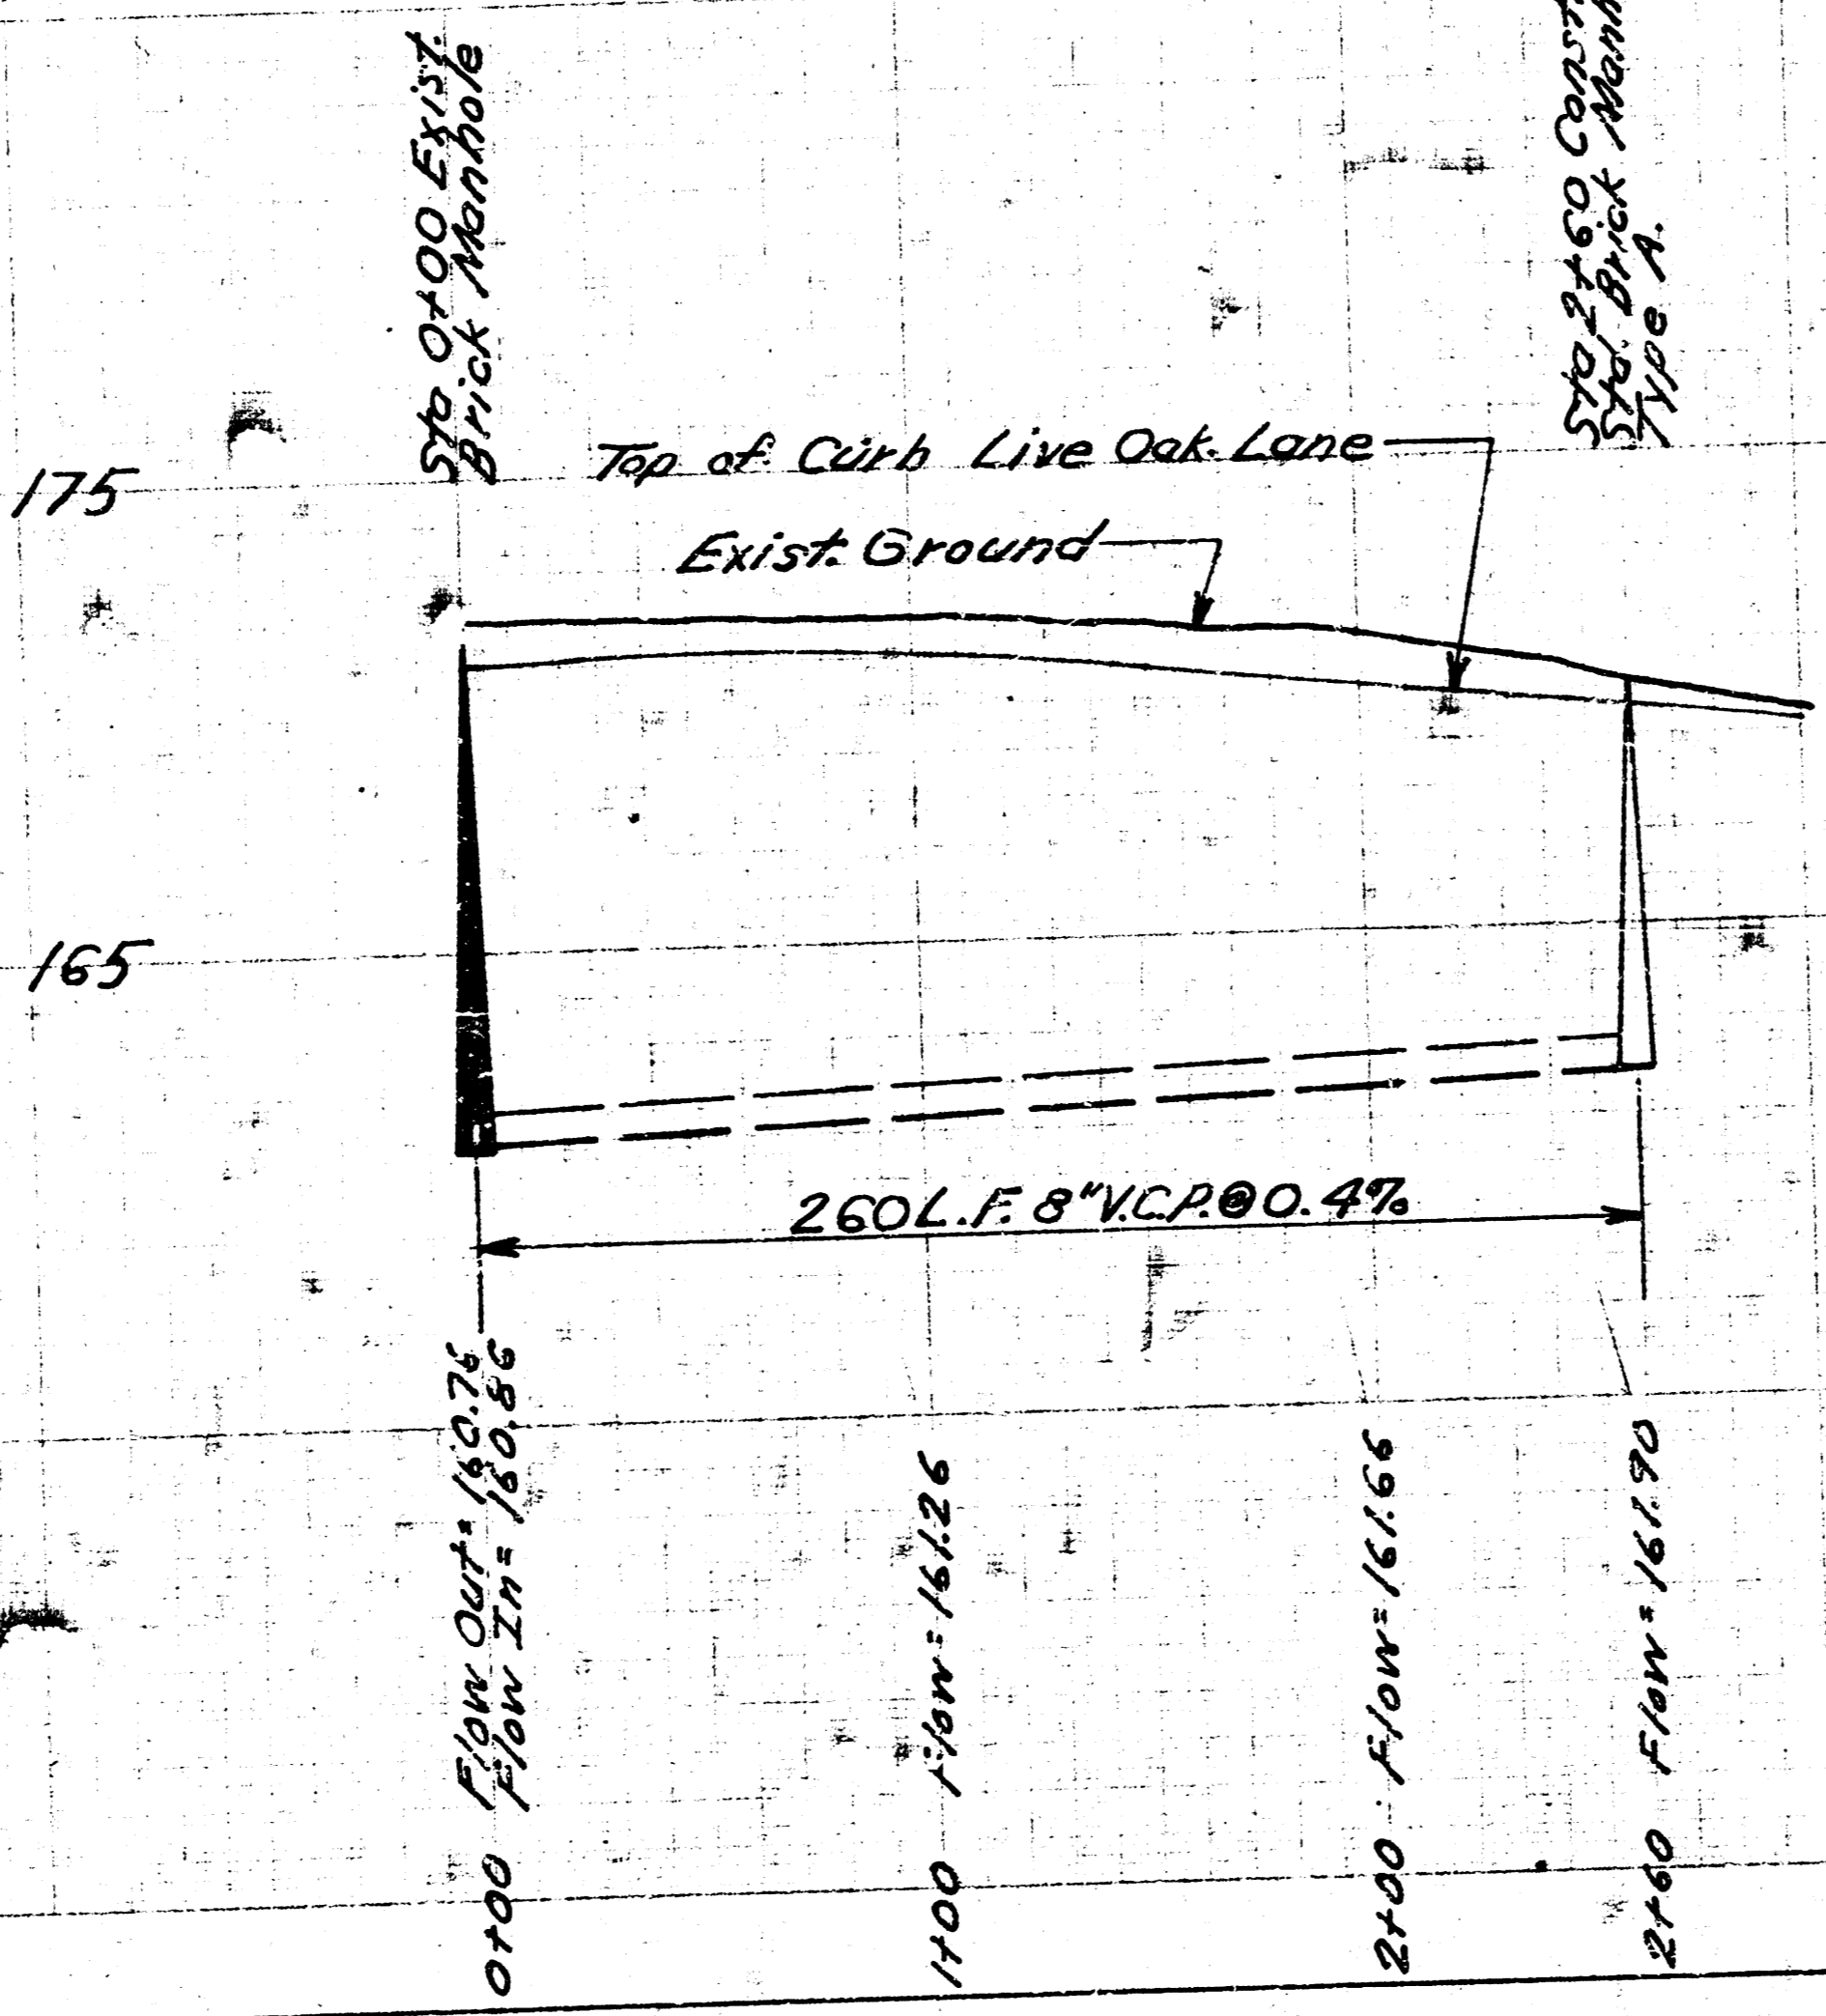 Sta 0+00 Exist.
Brick Manhole
Sta 2+60 Const.
Std. Brick
Type A.
175
Top of Curb Live Oak Lane
Exist. Ground
165
260 L.F. 8" V.C.P. @ 0.4%
0+00 Flow Out = 160.76
Flow In = 160.86
1+00 Flow = 161.26
2+00 Flow = 161.66
2+60 Flow = 161.90